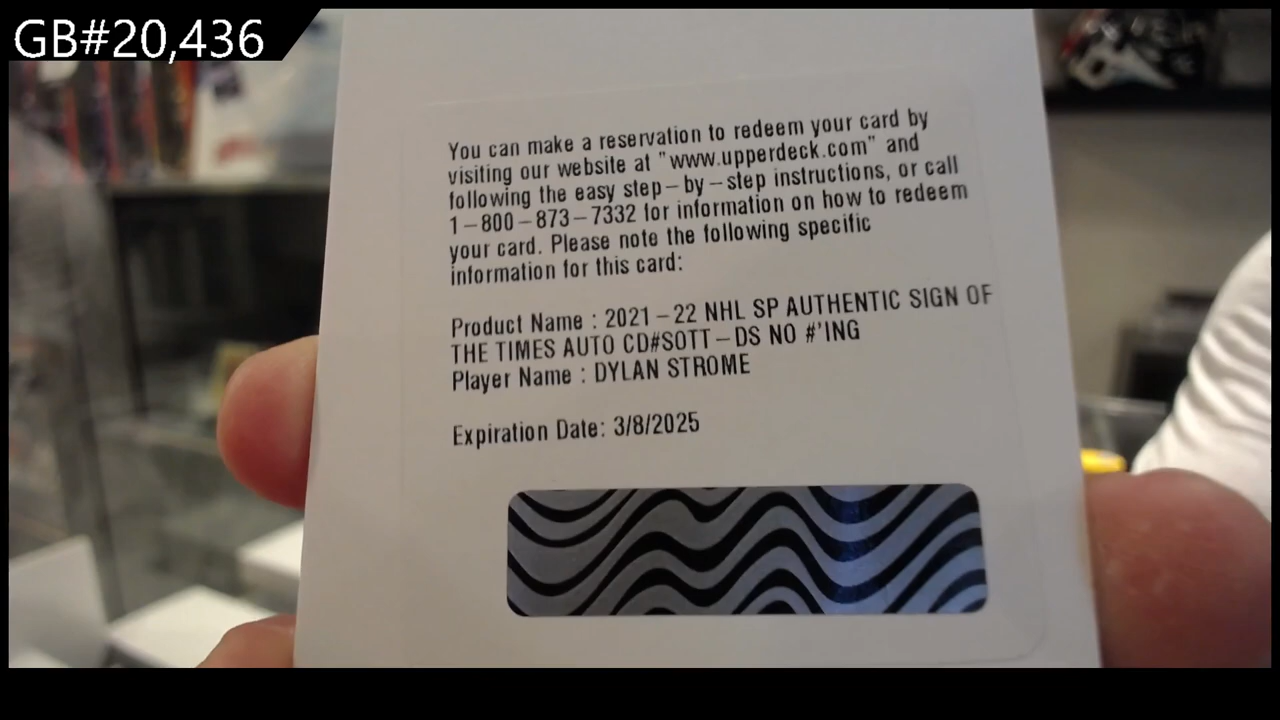 GB#20,436
You can make a reservation to redeem your card by
visiting our website at "www.upperdeck.com" and
following the easy step–by–step instructions, or call
1–800–873–7332 for information on how to redeem
your card. Please note the following specific
information for this card:
Product Name : 2021–22 NHL SP AUTHENTIC SIGN OF
THE TIMES AUTO CD#SOTT–DS NO #'ING
Player Name : DYLAN STROME
Expiration Date: 3/8/2025